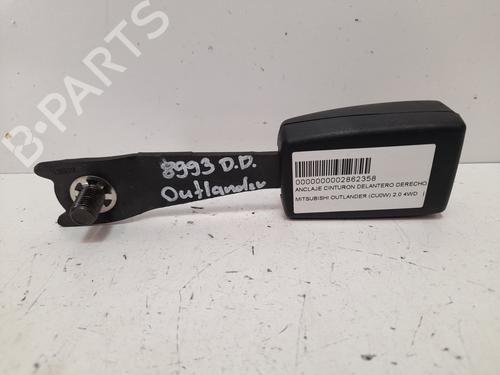 B-PARTS
8993 D.D.
Outlander
0000000002862358
ANCLAJE CINTURON DELANTERO DERECHO
MITSUBISHI OUTLANDER (CU0W) 2.0 4WD